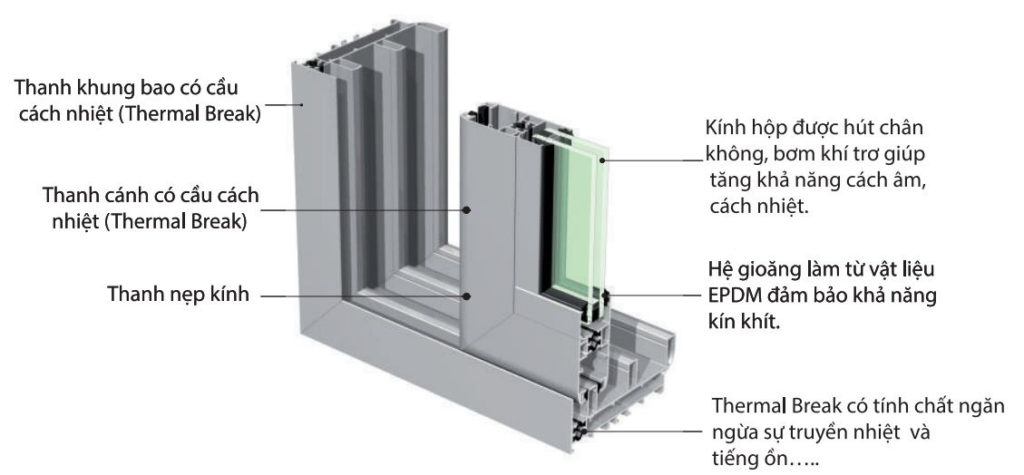 Thanh khung bao có cầu
cách nhiệt (Thermal Break)
Thanh cánh có cầu cách
nhiệt (Thermal Break)
Thanh nẹp kính
Kính hộp được hút chân
không, bơm khí trơ giúp
tăng khả năng cách âm,
cách nhiệt.
Hệ gioăng làm từ vật liệu
EPDM đảm bảo khả năng
kín khít.
Thermal Break có tính chất ngăn
ngừa sự truyền nhiệt và
tiếng ồn…..